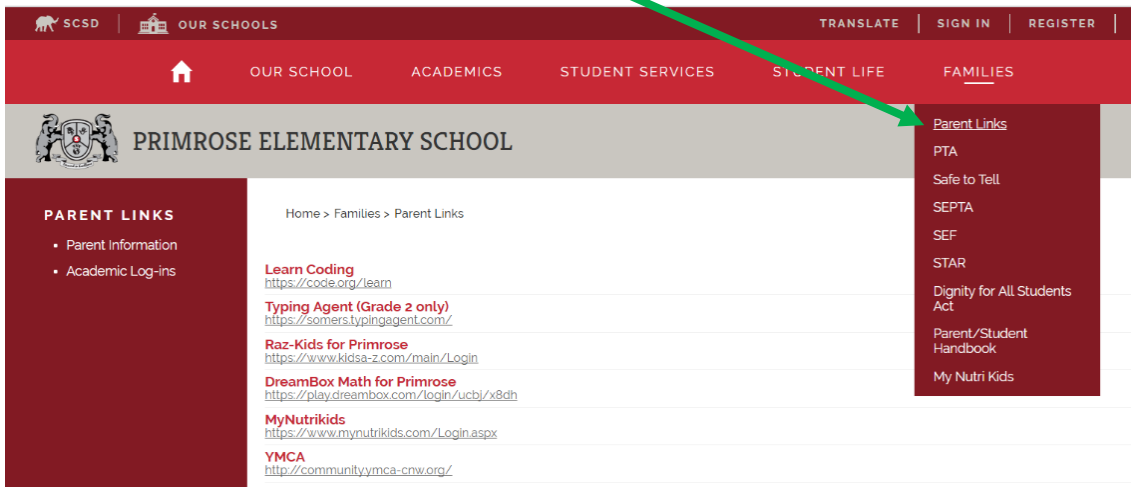 SCSD
OUR SCHOOLS
TRANSLATE
SIGN IN
REGISTER
OUR SCHOOL
ACADEMICS
STUDENT SERVICES
STUDENT LIFE
FAMILIES
PRIMROSE ELEMENTARY SCHOOL
Parent Links
PTA
Safe to Tell
SEPTA
SEF
STAR
Dignity for All Students
Act
Parent/Student
Handbook
My Nutri Kids
PARENT LINKS
• Parent Information
• Academic Log-ins
Home > Families > Parent Links
Learn Coding
https://code.org/learn
Typing Agent (Grade 2 only)
https://somers.typingagent.com/
Raz-Kids for Primrose
https://www.kidsa-z.com/main/Login
DreamBox Math for Primrose
https://play.dreambox.com/login/ucbj/x8dh
MyNutrikids
https://www.mynutrikids.com/Login.aspx
YMCA
http://community.ymca-cnw.org/